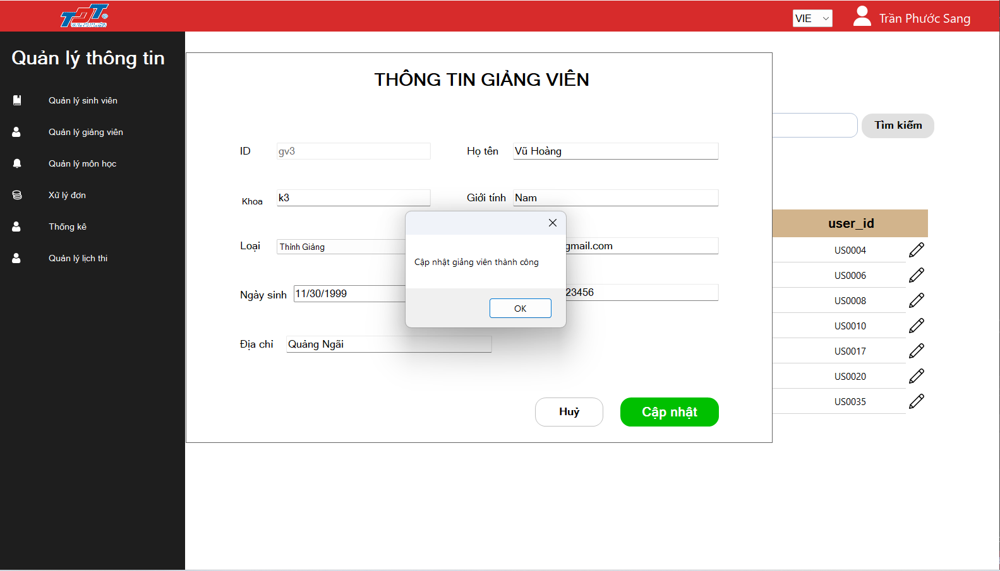 TDT
VIE
Trần Phước Sang
Quản lý thông tin
Quản lý sinh viên
Quản lý giảng viên
Quản lý môn học
Xử lý đơn
Thống kê
Quản lý lịch thi
THÔNG TIN GIẢNG VIÊN
ID
gv3
Họ tên
Vũ Hoàng
Khoa
k3
Giới tính
Nam
Loại
Thỉnh Giảng
gmail.com
Ngày sinh
11/30/1999
23456
Địa chỉ
Quảng Ngãi
Huỷ
Cập nhật
Cập nhật giảng viên thành công
OK
Tìm kiếm
user_id
US0004
US0006
US0008
US0010
US0017
US0020
US0035